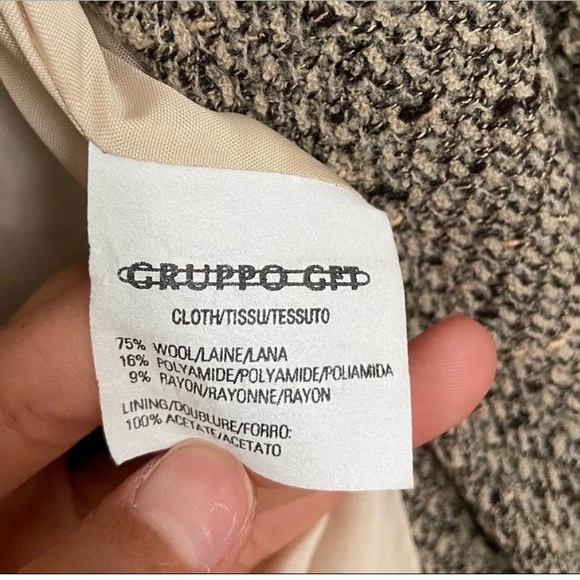 GRUPPO GFT
CLOTH/TISSU/TESSUTO
75% WOOL/LAINE/LANA
16% POLYAMIDE/POLYAMIDE/POLIAMIDA
9% RAYON/RAYONNE/RAYON
LINING/DOUBLURE/FORRO:
100% ACETATE/ACETATO